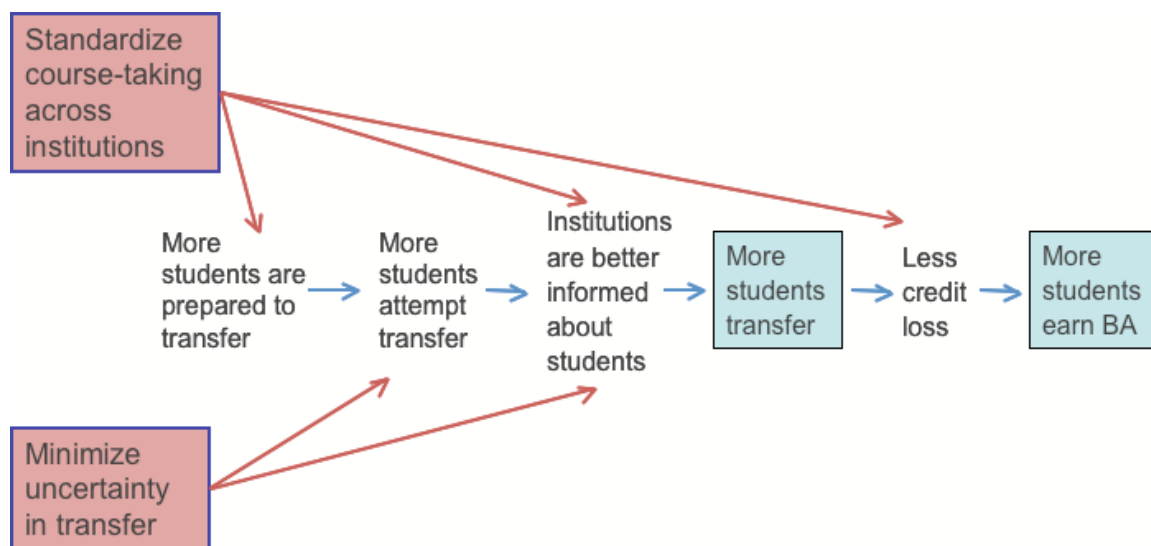 Standardize
course-taking
across
institutions
More
students are
prepared to
transfer
More
students
attempt
transfer
Institutions
are better
informed
about
students
More
students
transfer
Less
credit
loss
More
students
earn BA
Minimize
uncertainty
in transfer